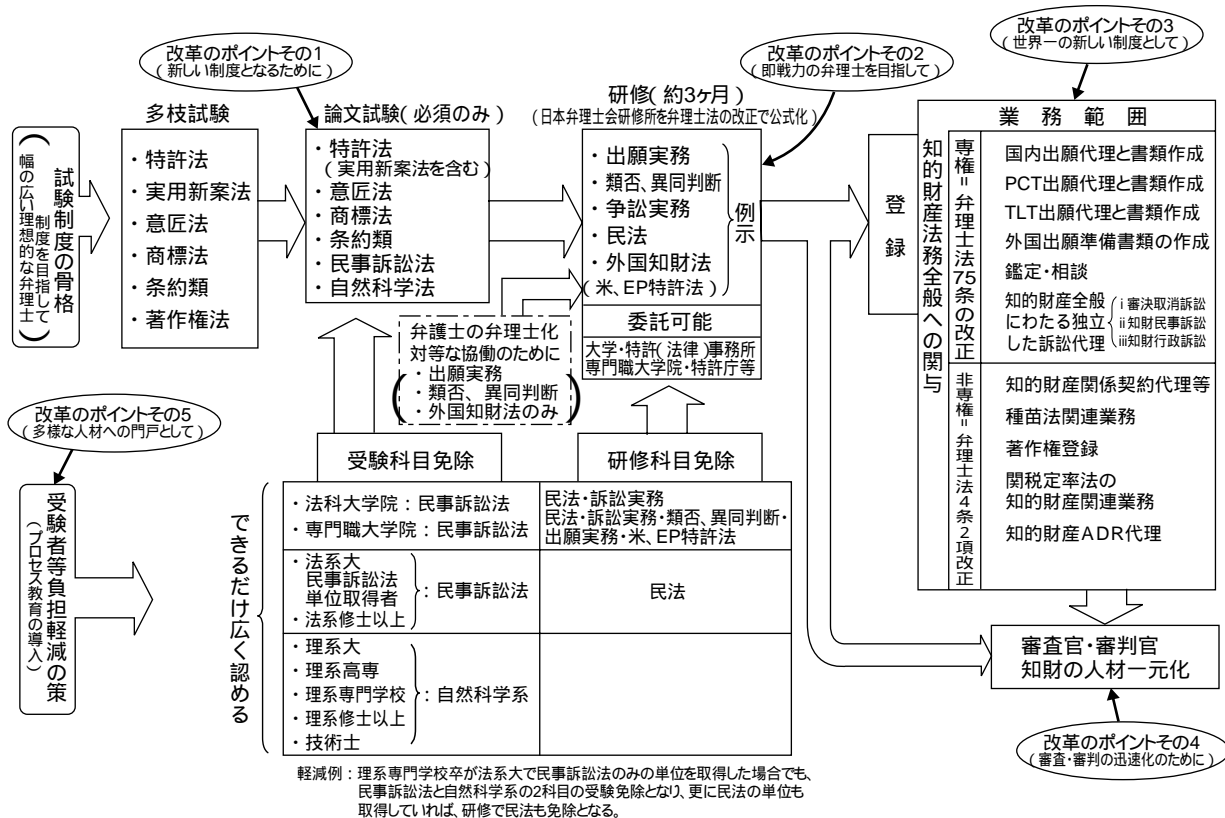 改革のポイントその1
(新しい制度となるために)
改革のポイントその2
(即戦力の弁理士を目指して)
改革のポイントその3
(世界一の新しい制度として)
試験制度の骨格
(幅の広い理想的な弁理士
制度を目指して)
多枝試験
・特許法
・実用新案法
・意匠法
・商標法
・条約類
・著作権法
論文試験(必須のみ)
・特許法
(実用新案法を含む)
・意匠法
・商標法
・条約類
・民事訴訟法
・自然科学法
研修(約3ヶ月)
(日本弁理士会研修所を弁理士法の改正で公式化)
・出願実務
・類否、異同判断
・争訟実務
・民法
・外国知財法
(米、EP特許法)
例示
委託可能
大学・特許(法律)事務所
専門職大学院・特許庁等
弁護士の弁理士化
対等な協働のために
・出願実務
・類否、異同判断
・外国知財法のみ
登録
知的財産法務全般への関与
業務範囲
専権=弁理士法75条の改正
国内出願代理と書類作成
PCT出願代理と書類作成
TLT出願代理と書類作成
外国出願準備書類の作成
鑑定・相談
知的財産全般
にわたる独立
した訴訟代理
ⅰ審決取消訴訟
ⅱ知財民事訴訟
ⅲ知財行政訴訟
非専権=弁理士法4条2項改正
知的財産関係契約代理等
種苗法関連業務
著作権登録
関税定率法の
知的財産関連業務
知的財産ADR代理
審査官・審判官
知財の人材一元化
改革のポイントその4
(審査・審判の迅速化のために)
改革のポイントその5
(多様な人材への門戸として)
受験者等負担軽減の策
(プロセス教育の導入)
できるだけ広く認める
受験科目免除
研修科目免除
・法科大学院:民事訴訟法
・専門職大学院:民事訴訟法
民法・訴訟実務
民法・訴訟実務・類否、異同判断・
出願実務・米、EP特許法
・法系大
民事訴訟法
単位取得者
・法系修士以上
:民事訴訟法
民法
・理系大
・理系高専
・理系専門学校
・理系修士以上
・技術士
:自然科学系
軽減例:理系専門学校卒が法系大で民事訴訟法のみの単位を取得した場合でも、
民事訴訟法と自然科学系の2科目の受験免除となり、更に民法の単位も
取得していれば、研修で民法も免除となる。